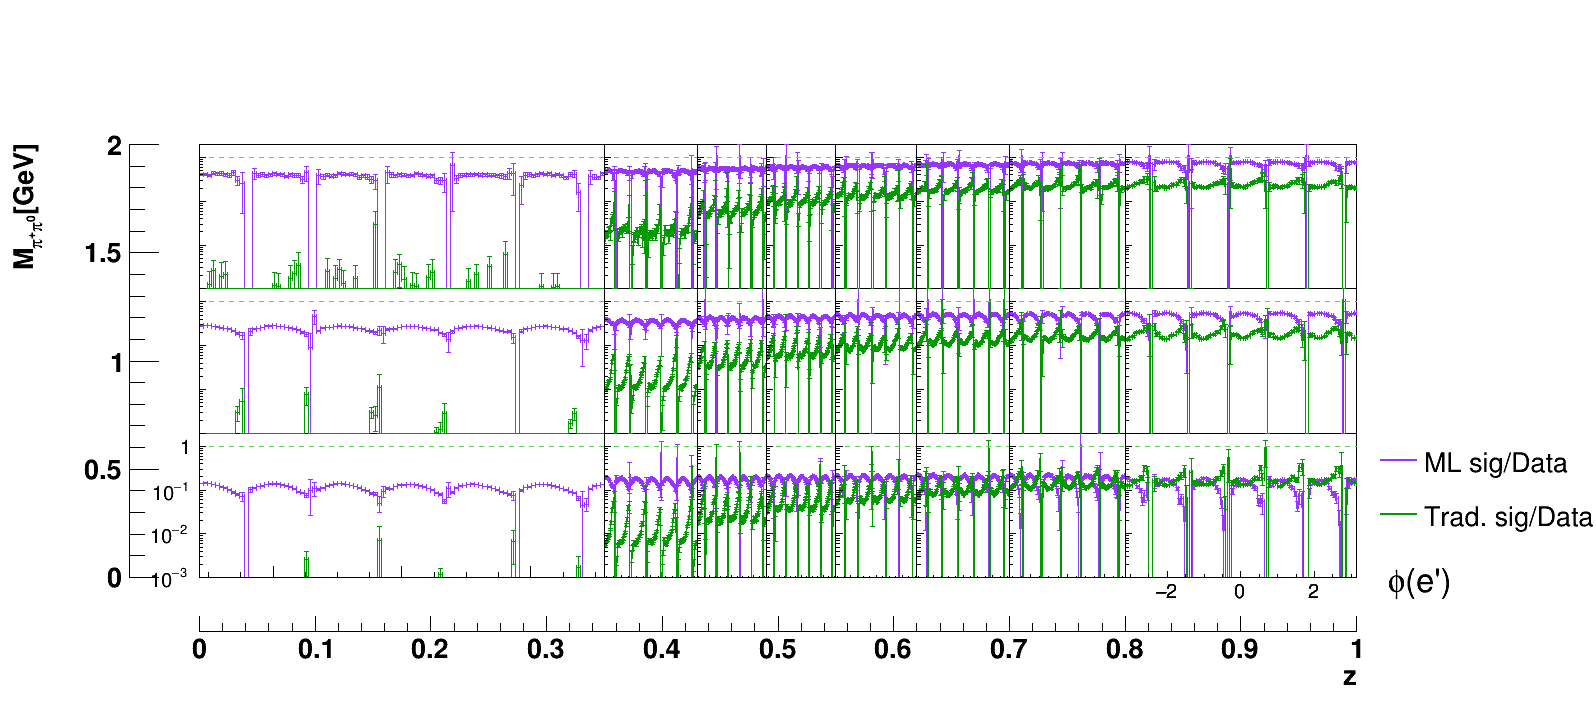 M π⁺π⁰ [GeV]
2
1.5
1
0.5
0
1
10⁻¹
10⁻²
10⁻³
−2 0 2
φ(e')
ML sig/Data
Trad. sig/Data
0 0.1 0.2 0.3 0.4 0.5 0.6 0.7 0.8 0.9 1
z